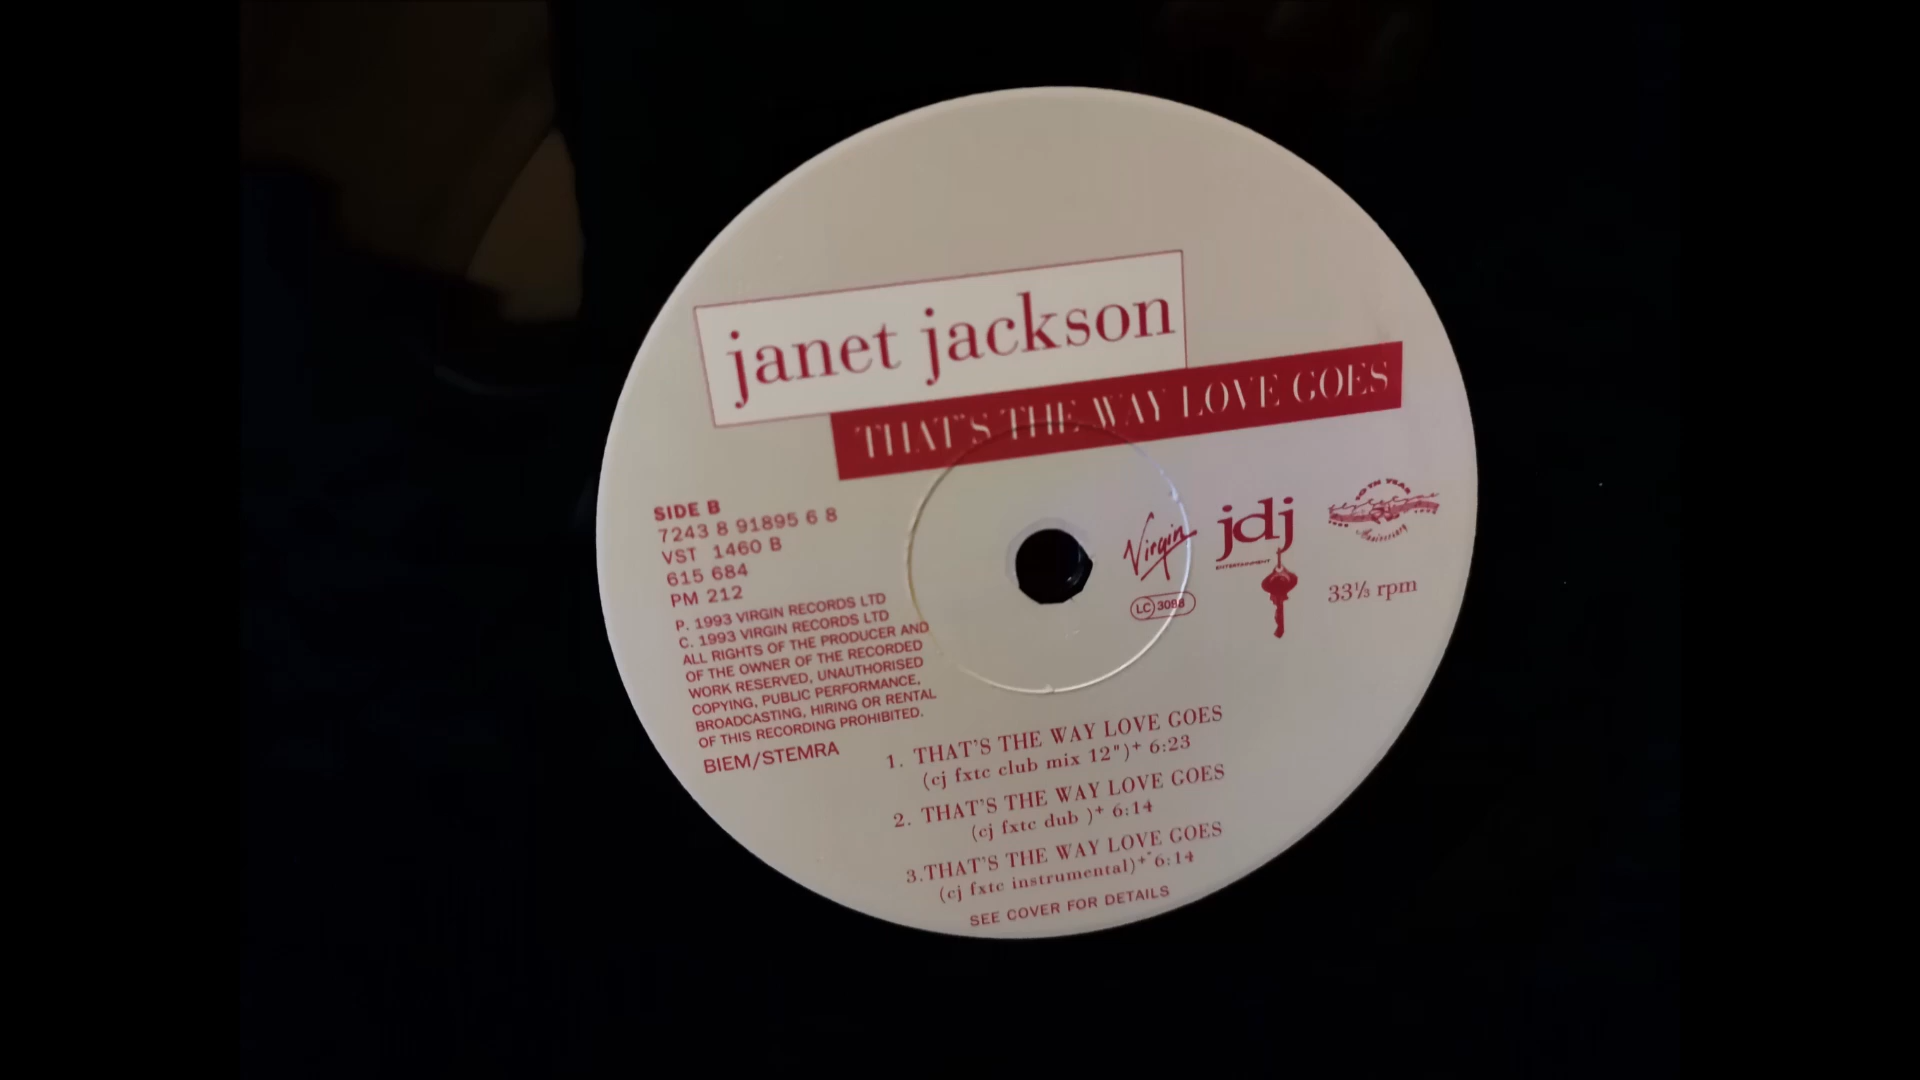 janet jackson
THAT'S THE WAY LOVE GOES
SIDE B
7243 8 91895 6 8
VST 1460 B
615 684
PM 212
P. 1993 VIRGIN RECORDS LTD
C. 1993 VIRGIN RECORDS LTD
ALL RIGHTS OF THE PRODUCER AND
OF THE OWNER OF THE RECORDED
WORK RESERVED, UNAUTHORISED
COPYING, PUBLIC PERFORMANCE,
BROADCASTING, HIRING OR RENTAL
OF THIS RECORDING PROHIBITED.
BIEM/STEMRA
Virgin
LC 3098
jdj
ENTERTAINMENT
Anniversary
33⅓ rpm
1. THAT'S THE WAY LOVE GOES
(cj fxtc club mix 12")+ 6:23
2. THAT'S THE WAY LOVE GOES
(cj fxtc dub )+ 6:14
3.THAT'S THE WAY LOVE GOES
(cj fxtc instrumental)+ 6:14
SEE COVER FOR DETAILS